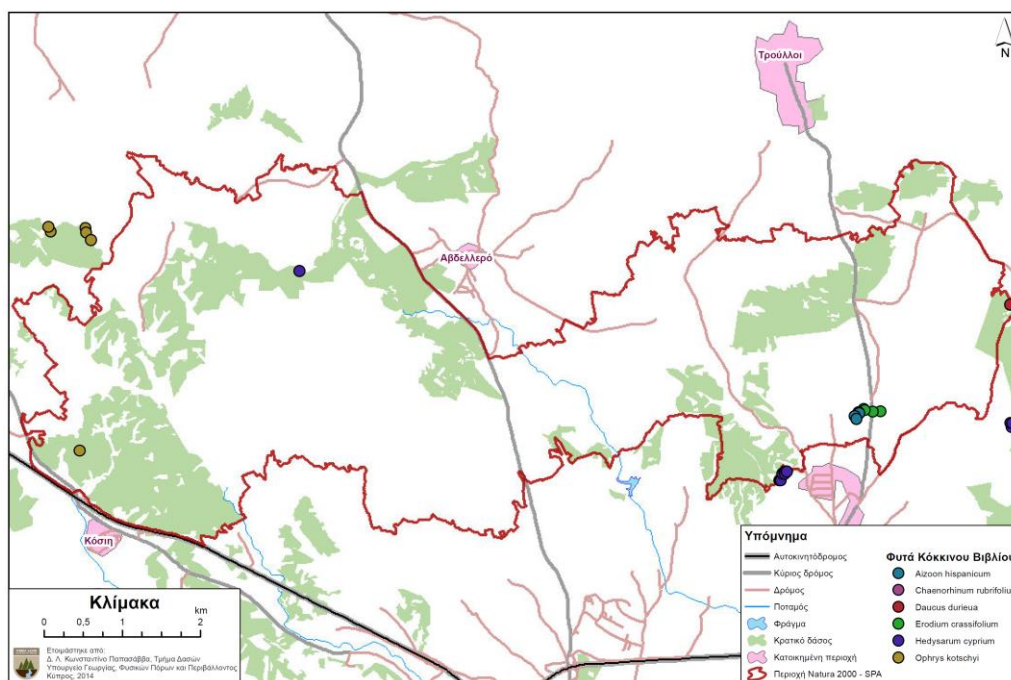 Τρούλλοι
N
Αβδελλερό
Κόσιη
Κλίμακα
km
0 0,5 1 2
Ετοιμάστηκε από:
Δ. Λ. Κωνσταντίνο Παπασάββα, Τμήμα Δασών
Υπουργείο Γεωργίας, Φυσικών Πόρων και Περιβάλλοντος
Κύπρος, 2014
Υπόμνημα
Αυτοκινητόδρομος
Κύριος δρόμος
Δρόμος
Ποταμός
Φράγμα
Κρατικό δάσος
Κατοικημένη περιοχή
Περιοχή Natura 2000 - SPA
Φυτά Κόκκινου Βιβλίου
Aizoon hispanicum
Chaenorhinum rubrifoliu
Daucus durieua
Erodium crassifolium
Hedysarum cyprium
Ophrys kotschyi